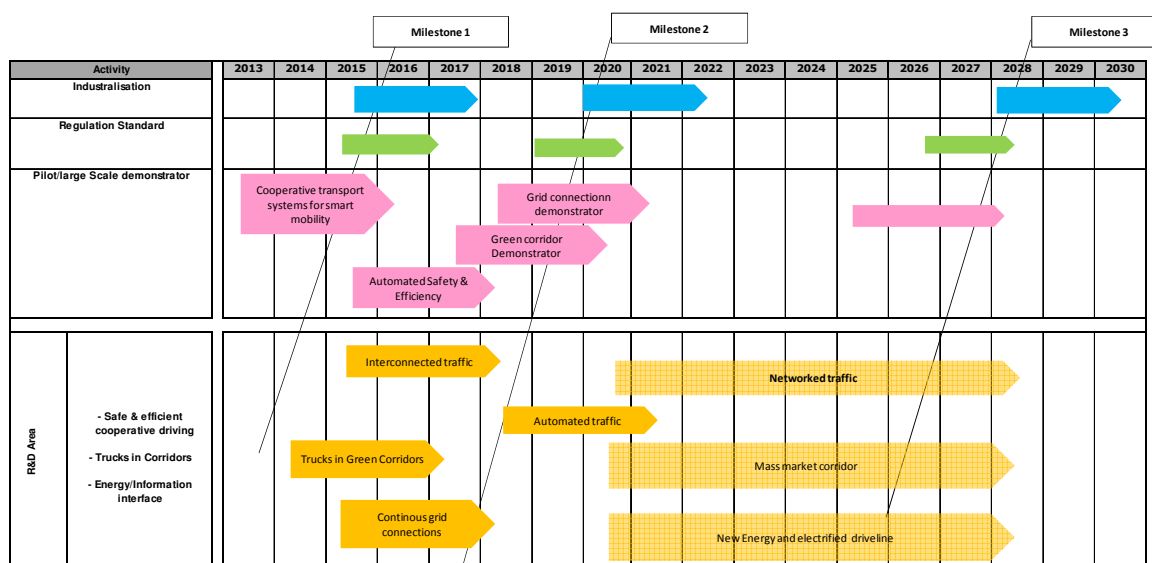 Milestone 1
Milestone 2
Milestone 3
Activity 2013 2014 2015 2016 2017 2018 2019 2020 2021 2022 2023 2024 2025 2026 2027 2028 2029 2030
Industralisation
Regulation Standard
Pilot/large Scale demonstrator
Cooperative transport
systems for smart
mobility
Grid connectionn
demonstrator
Green corridor
Demonstrator
Automated Safety &
Efficiency
R&D Area
- Safe & efficient
cooperative driving
- Trucks in Corridors
- Energy/Information
interface
Interconnected traffic
Networked traffic
Automated traffic
Trucks in Green Corridors
Mass market corridor
Continous grid
connections
New Energy and electrified driveline